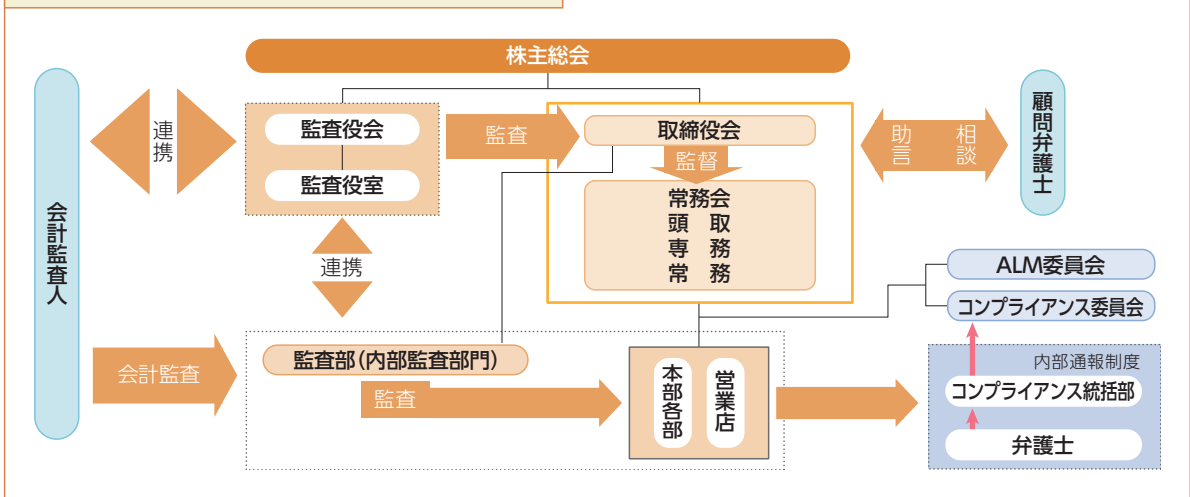 株主総会
会計監査人
連携
監査役会
監査役室
監査
取締役会
監督
常務会
頭 取
専 務
常 務
助言
相談
顧問弁護士
連携
ALM委員会
コンプライアンス委員会
会計監査
監査部(内部監査部門)
監査
本部各部
営業店
内部通報制度
コンプライアンス統括部
弁護士